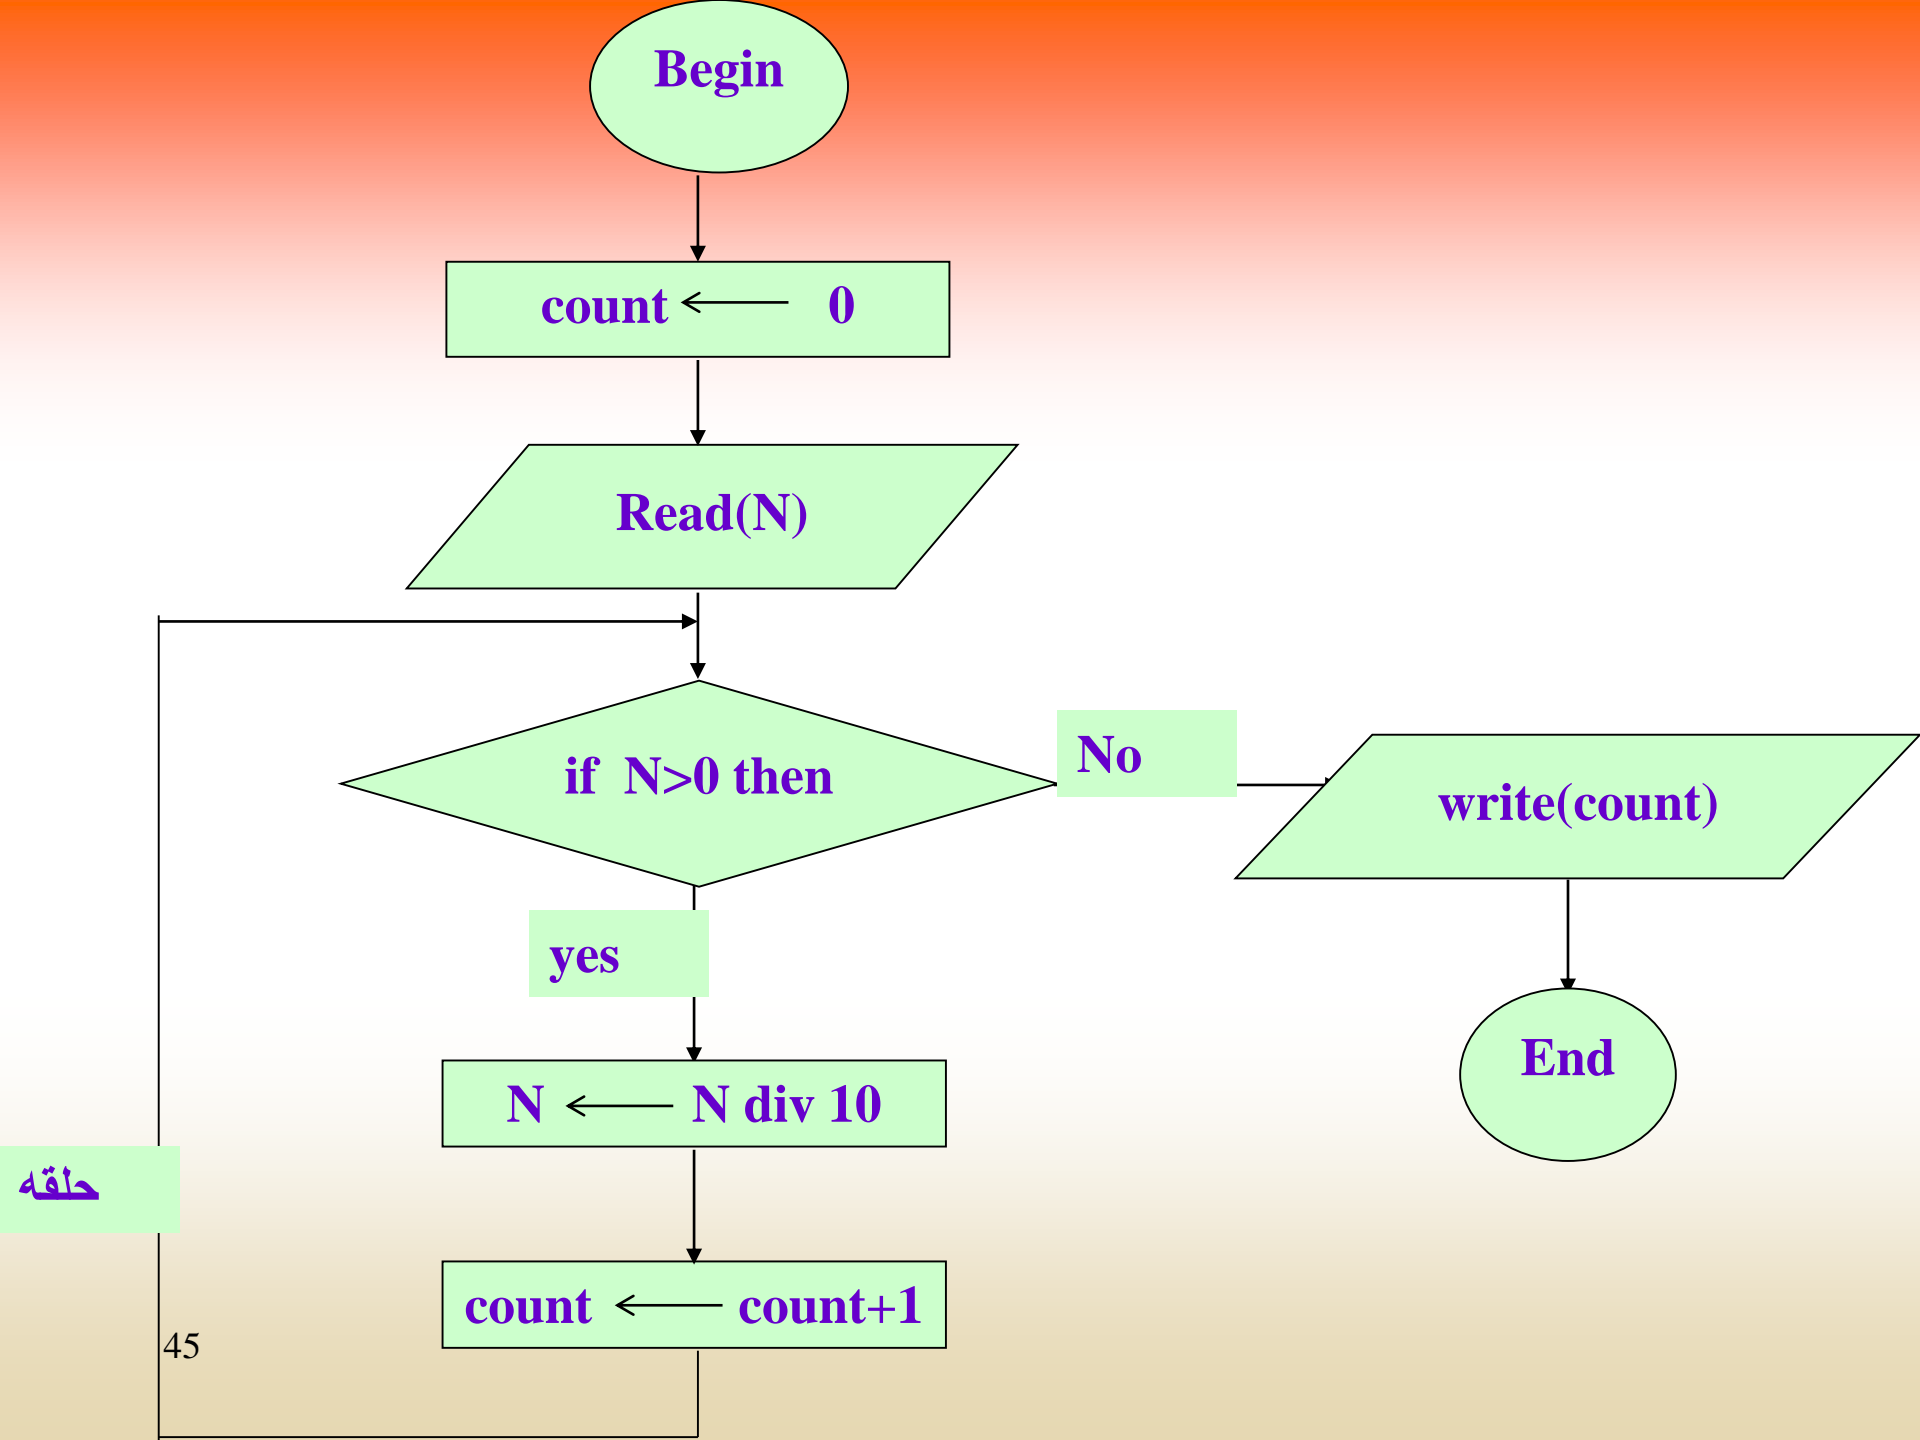 Begin
count ← 0
Read(N)
if N>0 then
No
write(count)
yes
End
N ← N div 10
حلقه
count ← count+1
45